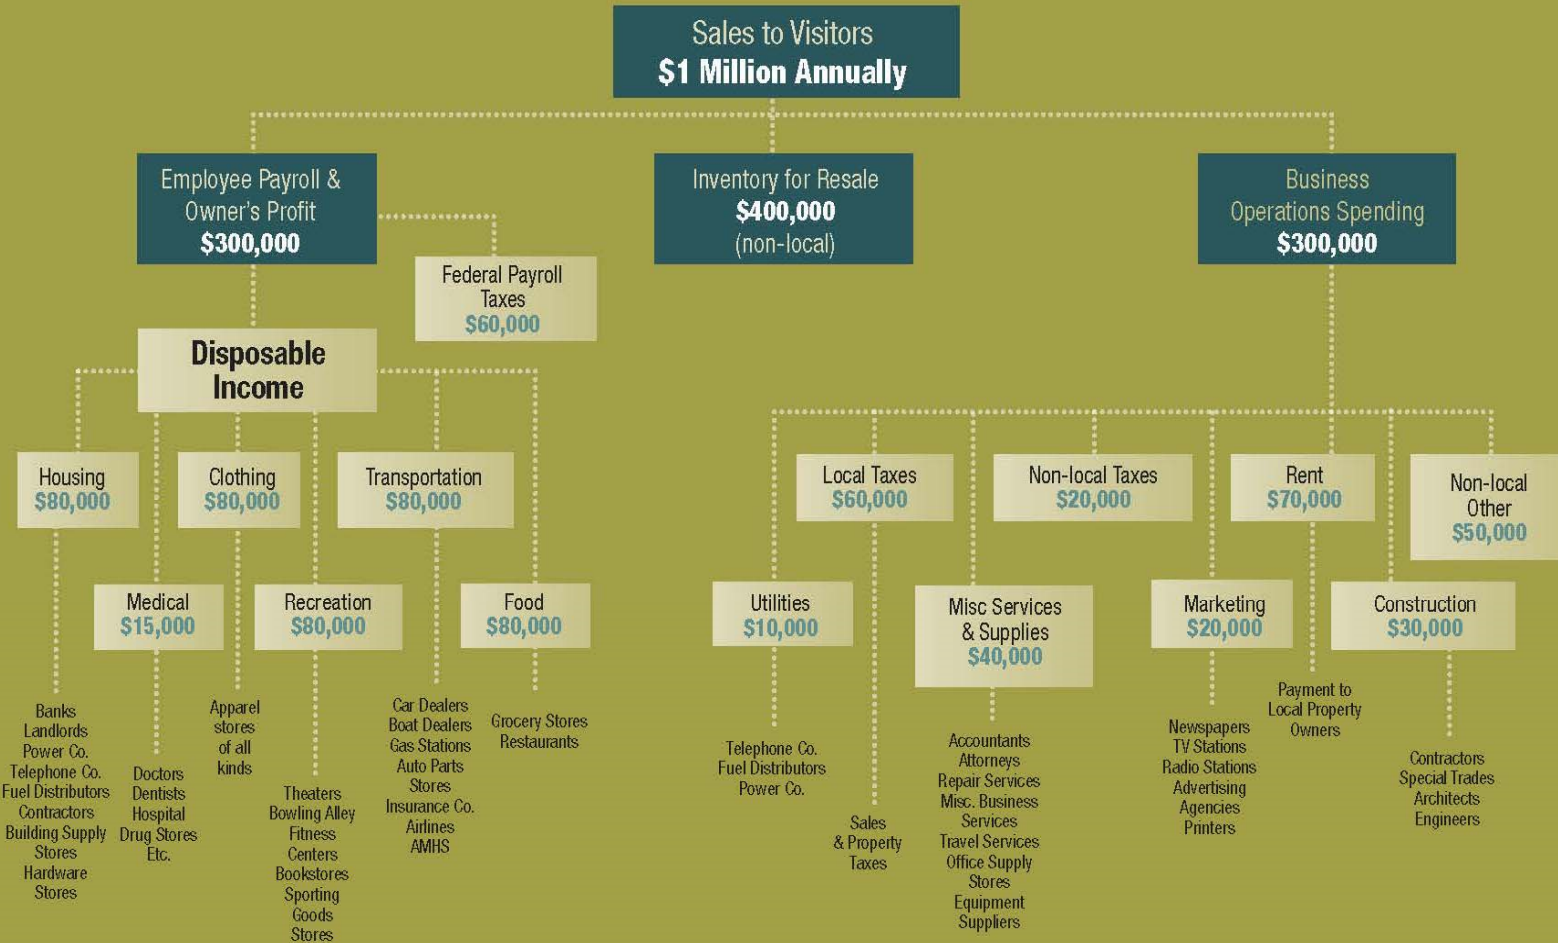 Sales to Visitors
$1 Million Annually
Employee Payroll &
Owner's Profit
$300,000
Inventory for Resale
$400,000
(non-local)
Business
Operations Spending
$300,000
Federal Payroll
Taxes
$60,000
Disposable
Income
Housing
$80,000
Clothing
$80,000
Transportation
$80,000
Medical
$15,000
Recreation
$80,000
Food
$80,000
Banks
Landlords
Power Co.
Telephone Co.
Fuel Distributors
Contractors
Building Supply
Stores
Hardware
Stores
Doctors
Dentists
Hospital
Drug Stores
Etc.
Apparel
stores
of all
kinds
Theaters
Bowling Alley
Fitness
Centers
Bookstores
Sporting
Goods
Stores
Car Dealers
Boat Dealers
Gas Stations
Auto Parts
Stores
Insurance Co.
Airlines
AMHS
Grocery Stores
Restaurants
Local Taxes
$60,000
Non-local Taxes
$20,000
Rent
$70,000
Non-local
Other
$50,000
Utilities
$10,000
Misc Services
& Supplies
$40,000
Marketing
$20,000
Construction
$30,000
Telephone Co.
Fuel Distributors
Power Co.
Sales
& Property
Taxes
Accountants
Attorneys
Repair Services
Misc. Business
Services
Travel Services
Office Supply
Stores
Equipment
Suppliers
Newspapers
TV Stations
Radio Stations
Advertising
Agencies
Printers
Payment to
Local Property
Owners
Contractors
Special Trades
Architects
Engineers